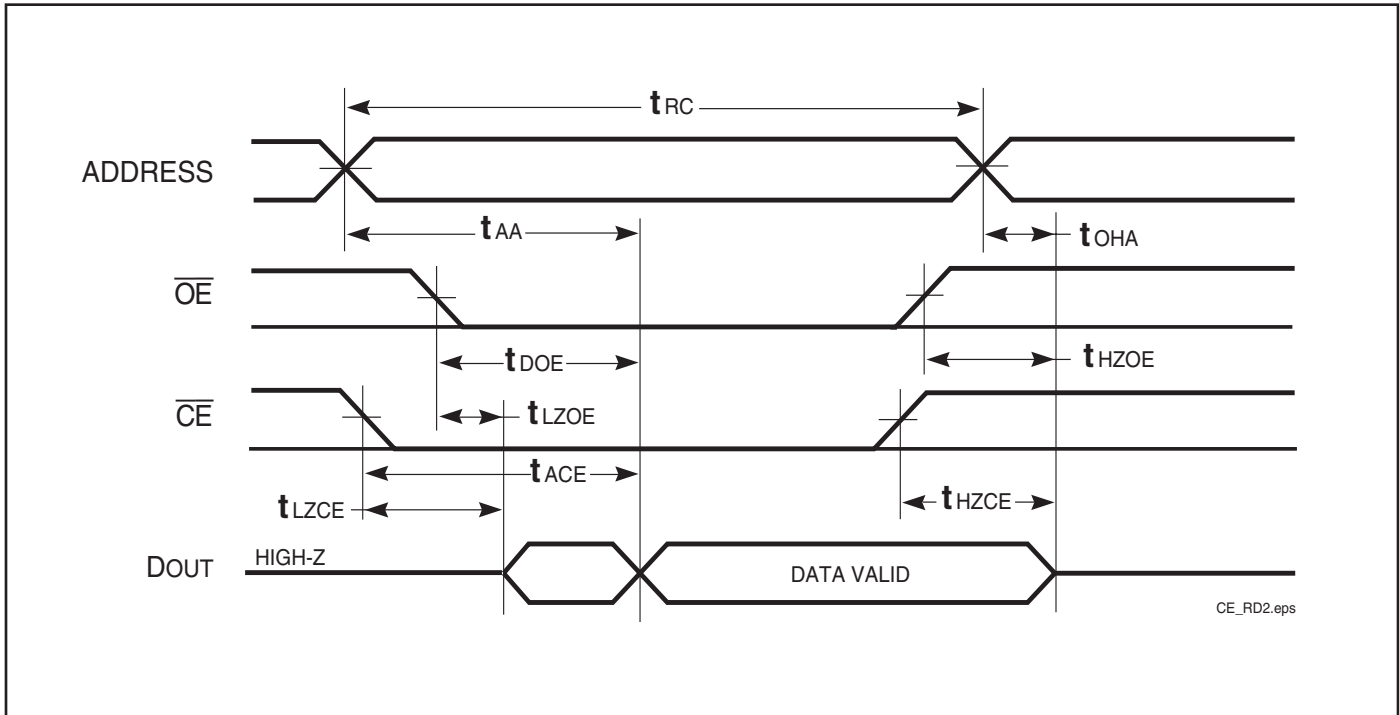 tRC
ADDRESS
tAA
tOHA
OE
tDOE
tHZOE
CE
tLZOE
tACE
tLZCE
tHZCE
DOUT
HIGH-Z
DATA VALID
CE_RD2.eps